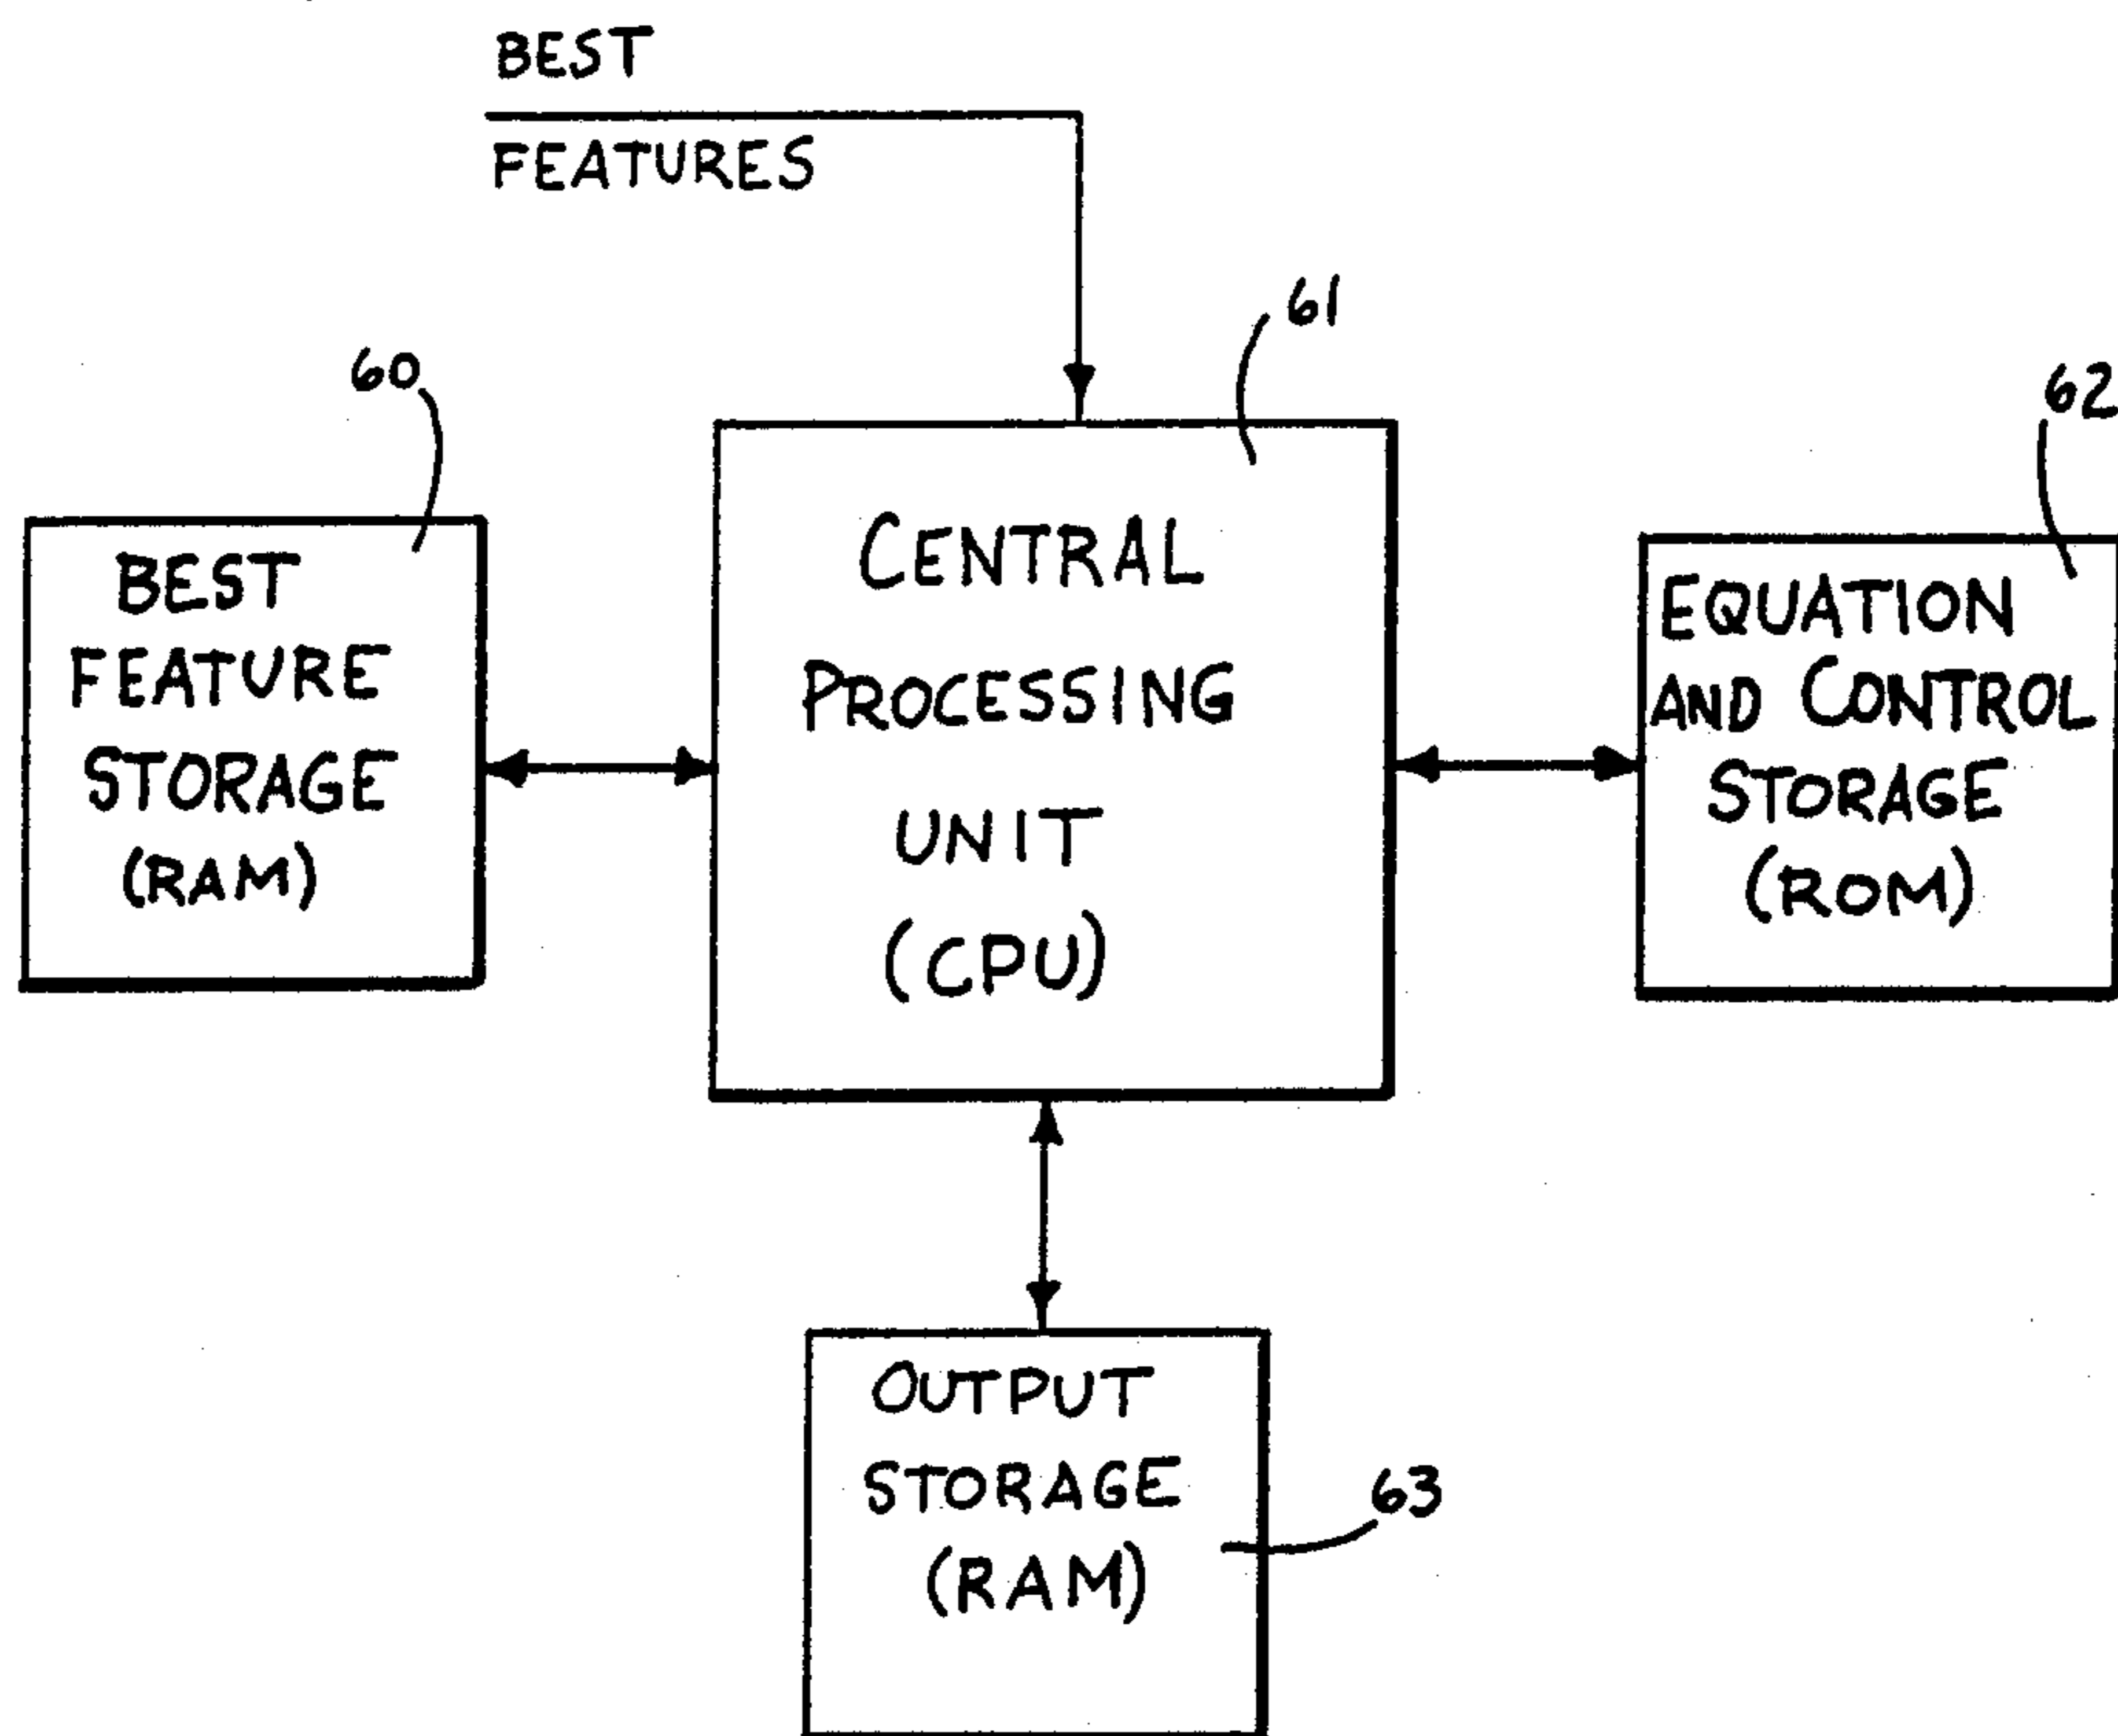 BEST
FEATURES
61
60
62
BEST
FEATURE
STORAGE
(RAM)
CENTRAL
PROCESSING
UNIT
(CPU)
EQUATION
AND CONTROL
STORAGE
(ROM)
OUTPUT
STORAGE
(RAM)
63